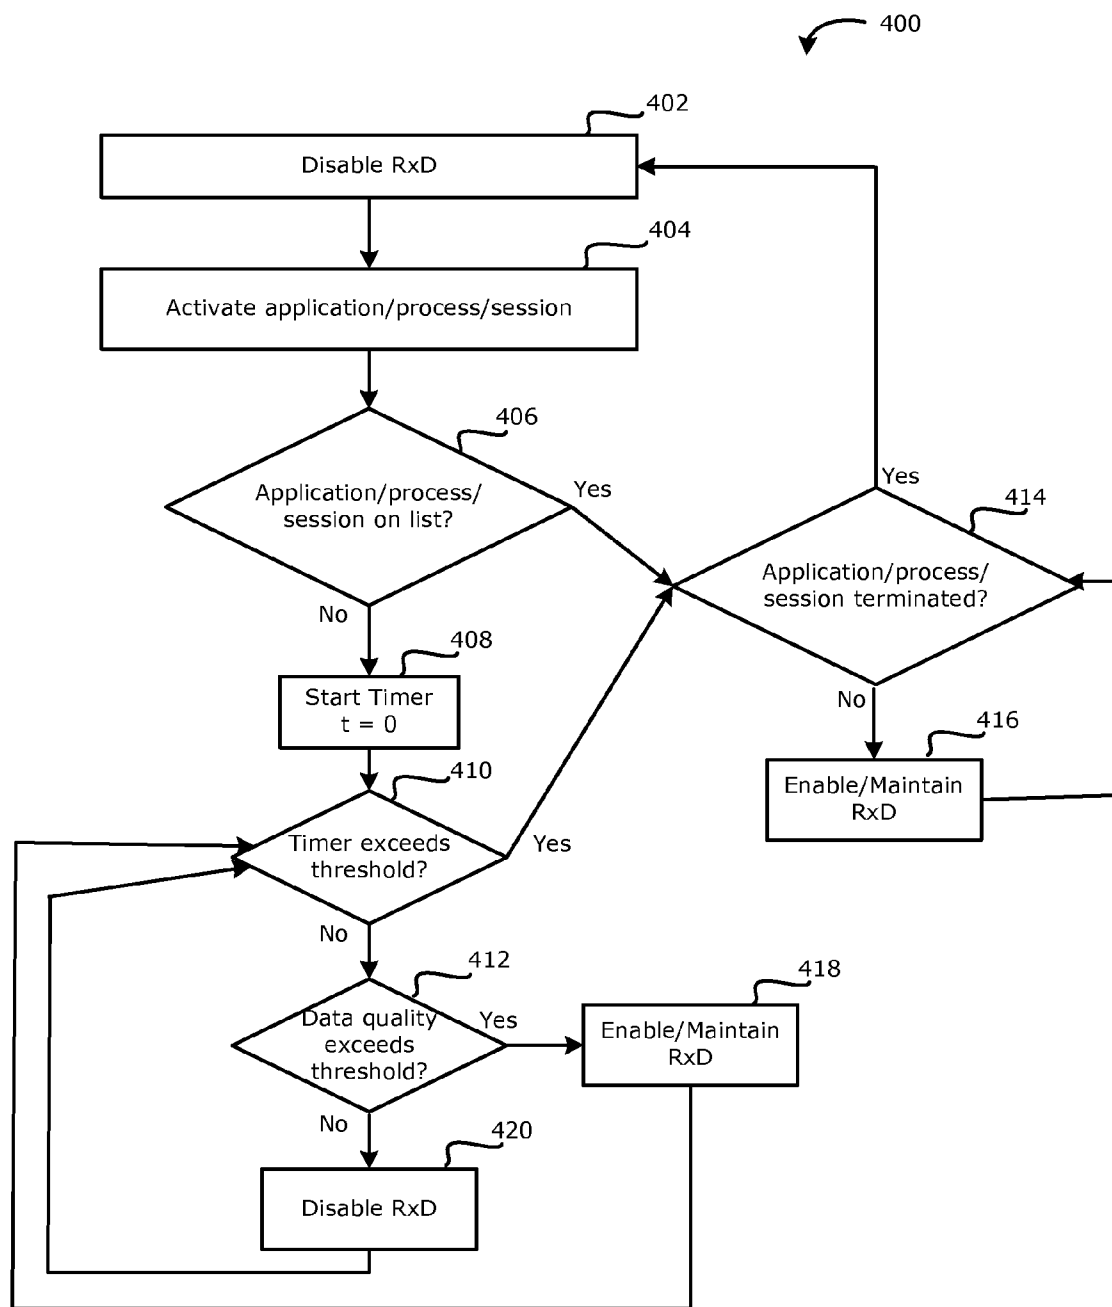 400
402
Disable RxD
404
Activate application/process/session
406
Application/process/
session on list?
Yes
No
408
Start Timer
t = 0
410
Timer exceeds
threshold?
Yes
No
412
Data quality
exceeds
threshold?
Yes
No
420
Disable RxD
418
Enable/Maintain
RxD
Yes
414
Application/process/
session terminated?
No
416
Enable/Maintain
RxD